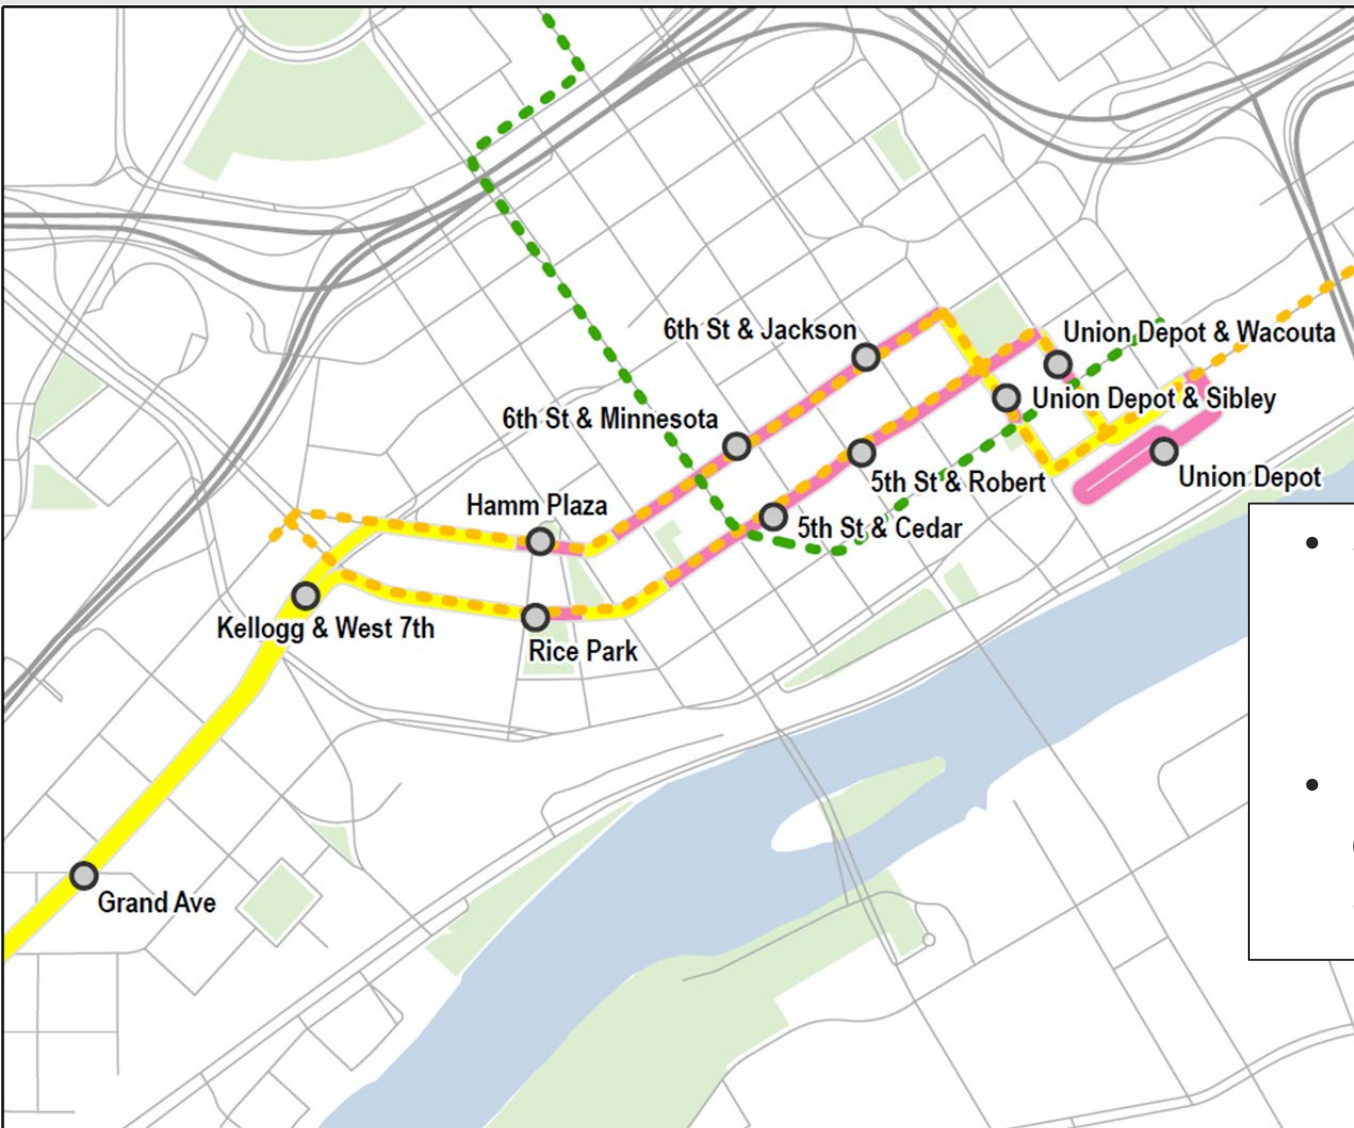 6th St & Jackson
Union Depot & Wacouta
Union Depot & Sibley
6th St & Minnesota
5th St & Robert
Union Depot
Hamm Plaza
5th St & Cedar
Kellogg & West 7th
Rice Park
Grand Ave